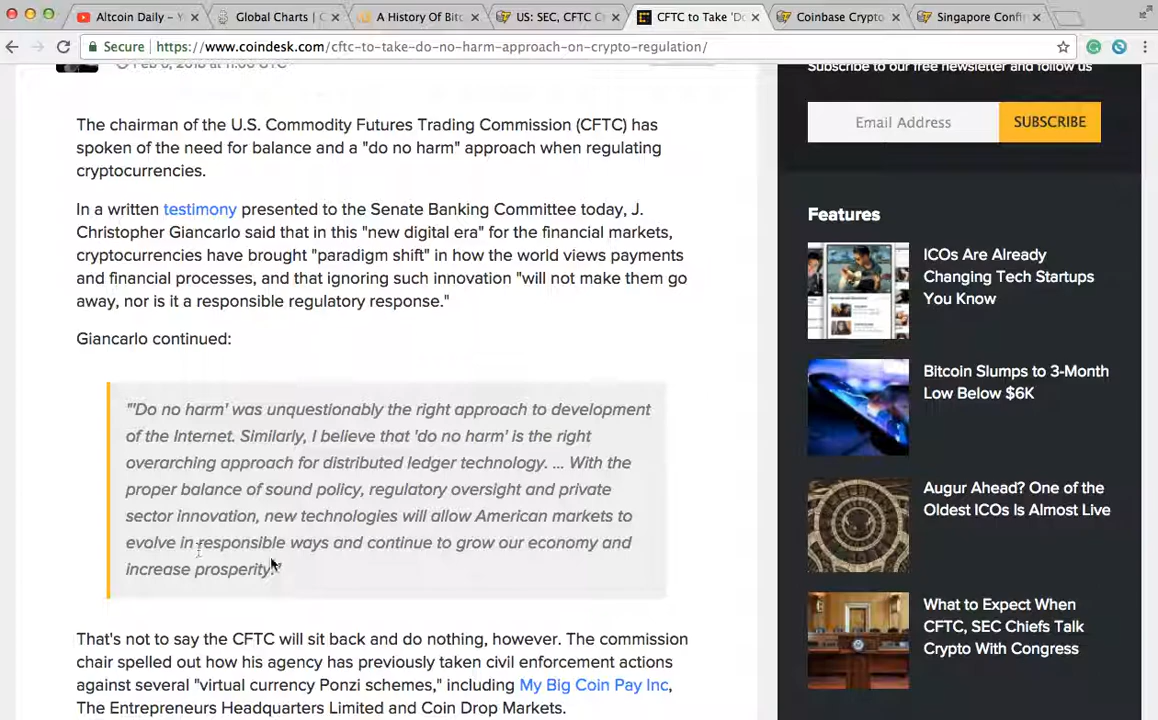 Altcoin Daily – Y
Global Charts | C
A History Of Bitc
US: SEC, CFTC C
CFTC to Take 'Do
Coinbase Crypto
Singapore Confi
Secure | https://www.coindesk.com/cftc-to-take-do-no-harm-approach-on-crypto-regulation/
Feb 6, 2018 at 11:00 UTC
The chairman of the U.S. Commodity Futures Trading Commission (CFTC) has
spoken of the need for balance and a "do no harm" approach when regulating
cryptocurrencies.
In a written testimony presented to the Senate Banking Committee today, J.
Christopher Giancarlo said that in this "new digital era" for the financial markets,
cryptocurrencies have brought "paradigm shift" in how the world views payments
and financial processes, and that ignoring such innovation "will not make them go
away, nor is it a responsible regulatory response."
Giancarlo continued:
"'Do no harm' was unquestionably the right approach to development
of the Internet. Similarly, I believe that 'do no harm' is the right
overarching approach for distributed ledger technology. ... With the
proper balance of sound policy, regulatory oversight and private
sector innovation, new technologies will allow American markets to
evolve in responsible ways and continue to grow our economy and
increase prosperity."
That's not to say the CFTC will sit back and do nothing, however. The commission
chair spelled out how his agency has previously taken civil enforcement actions
against several "virtual currency Ponzi schemes," including My Big Coin Pay Inc,
The Entrepreneurs Headquarters Limited and Coin Drop Markets.
Subscribe to our free newsletter and follow us
Email Address
SUBSCRIBE
Features
ICOs Are Already
Changing Tech Startups
You Know
Bitcoin Slumps to 3-Month
Low Below $6K
Augur Ahead? One of the
Oldest ICOs Is Almost Live
What to Expect When
CFTC, SEC Chiefs Talk
Crypto With Congress